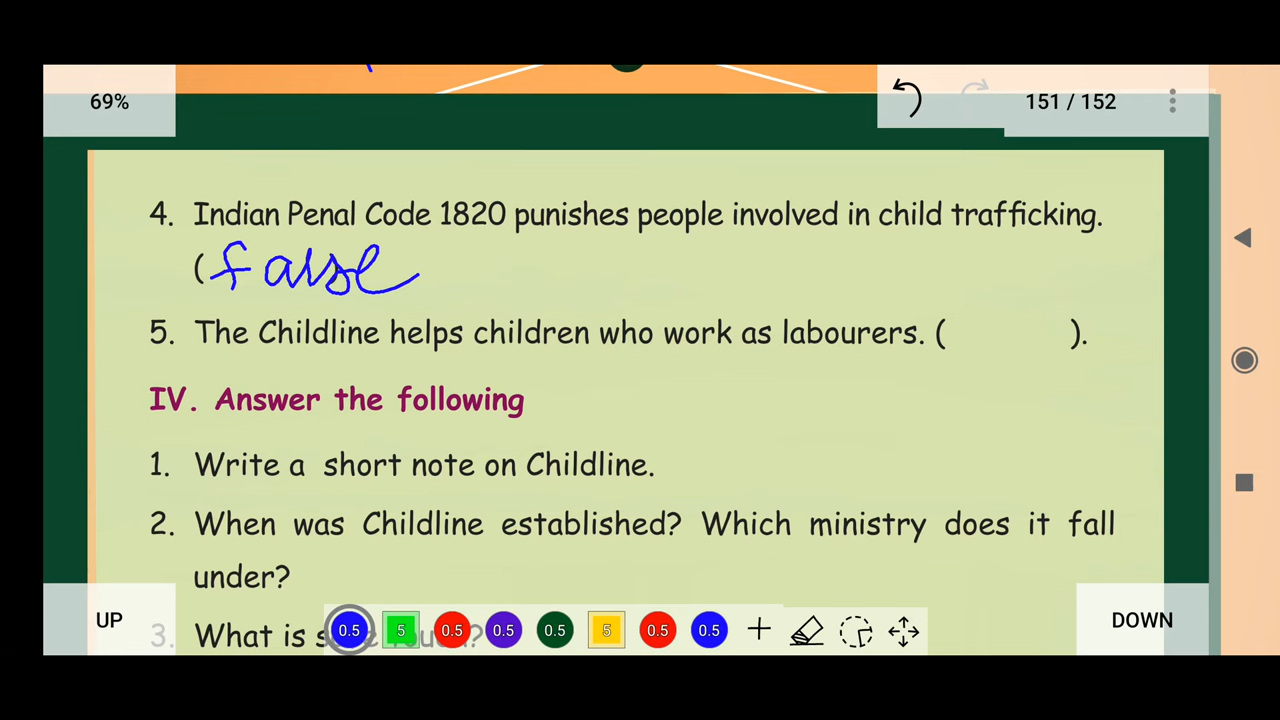 69%
151 / 152
4. Indian Penal Code 1820 punishes people involved in child trafficking.
(false
5. The Childline helps children who work as labourers. ( ).
IV. Answer the following
1. Write a short note on Childline.
2. When was Childline established? Which ministry does it fall
under?
UP
DOWN
3. What is
0.5 5 0.5 0.5 0.5 5 0.5 0.5